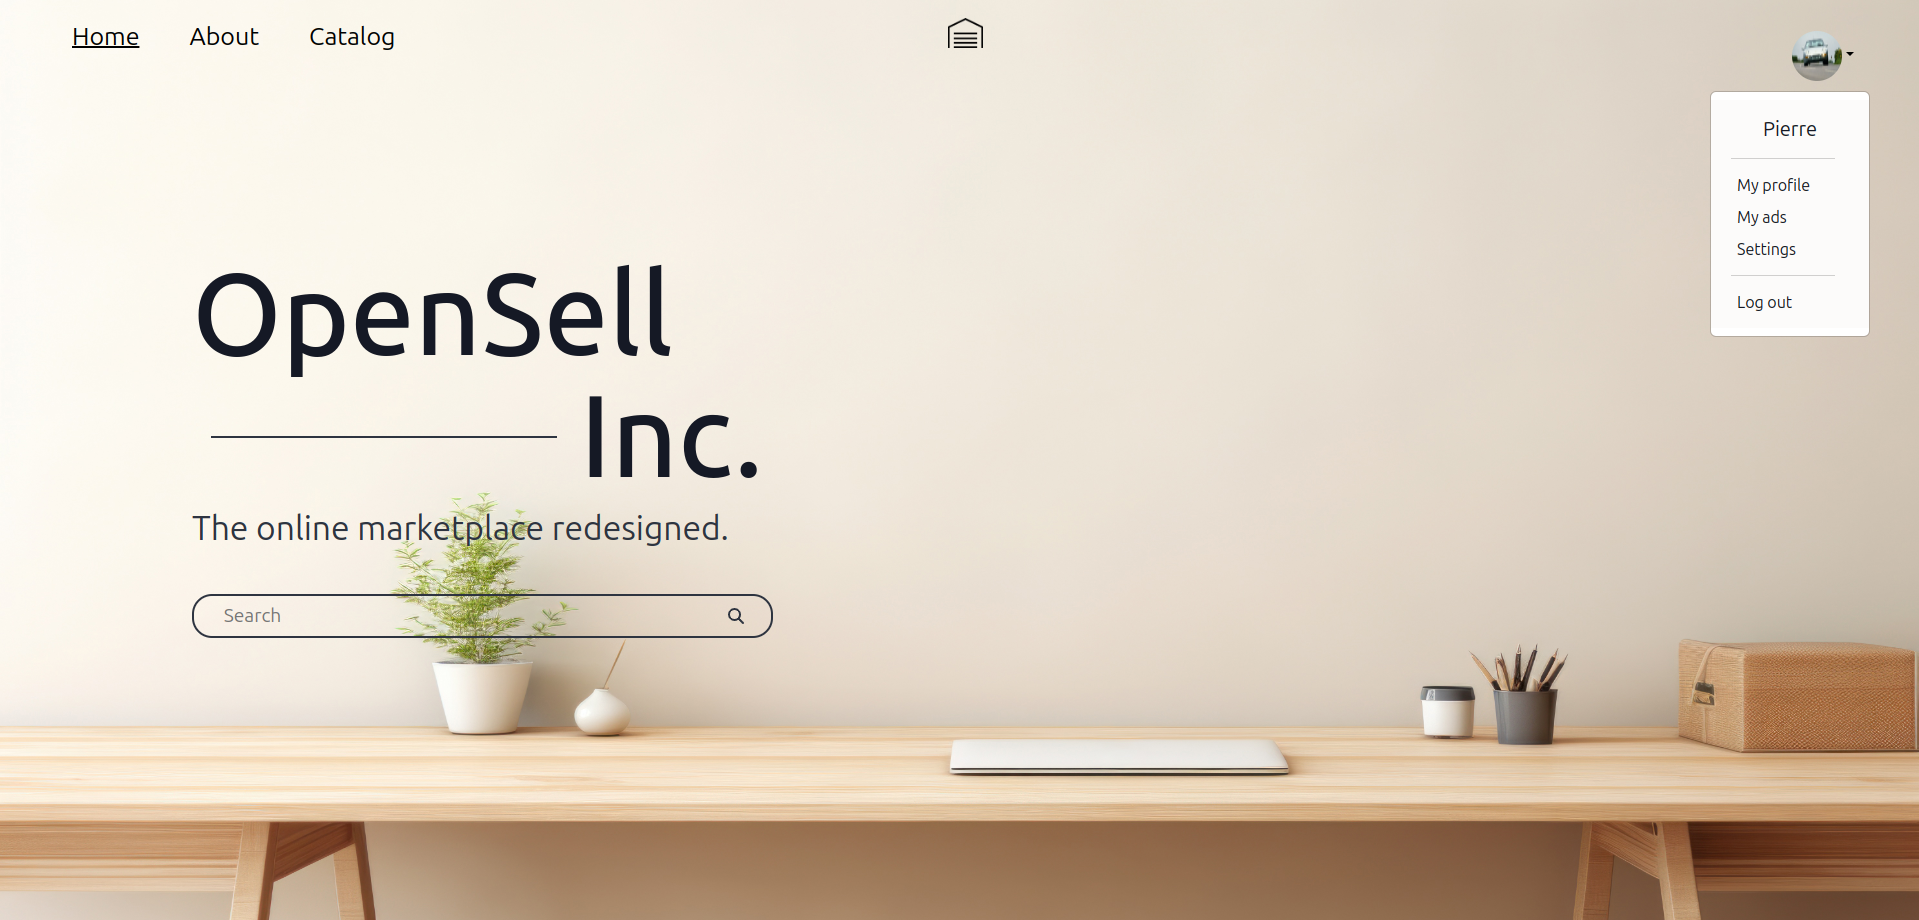 Home About Catalog
Pierre
My profile
My ads
Settings
Log out
OpenSell
Inc.
The online marketplace redesigned.
Search